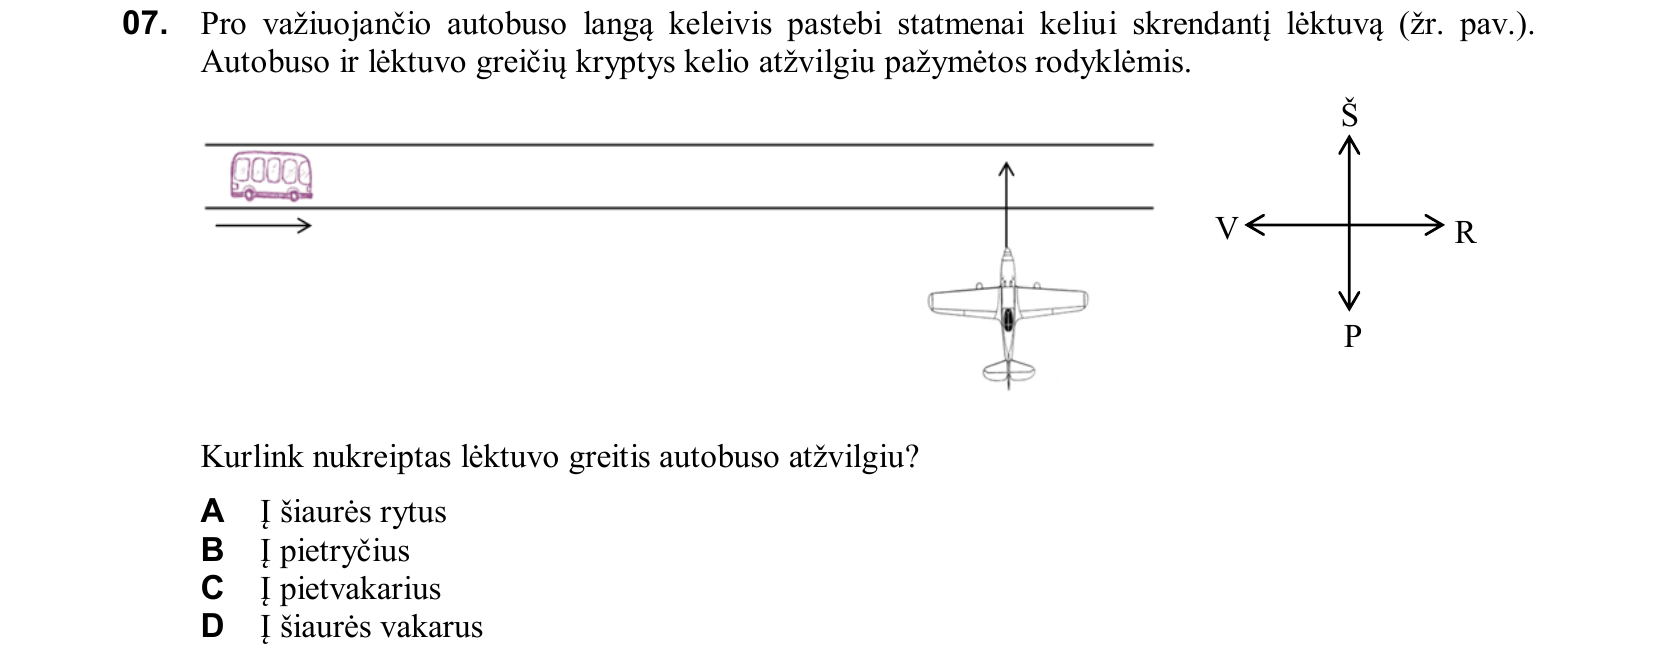 07. Pro važiuojančio autobuso langą keleivis pastebi statmenai keliui skrendantį lėktuvą (žr. pav.).
Autobuso ir lėktuvo greičių kryptys kelio atžvilgiu pažymėtos rodyklėmis.
Š
V
R
P
Kurlink nukreiptas lėktuvo greitis autobuso atžvilgiu?
A Į šiaurės rytus
B Į pietryčius
C Į pietvakarius
D Į šiaurės vakarus